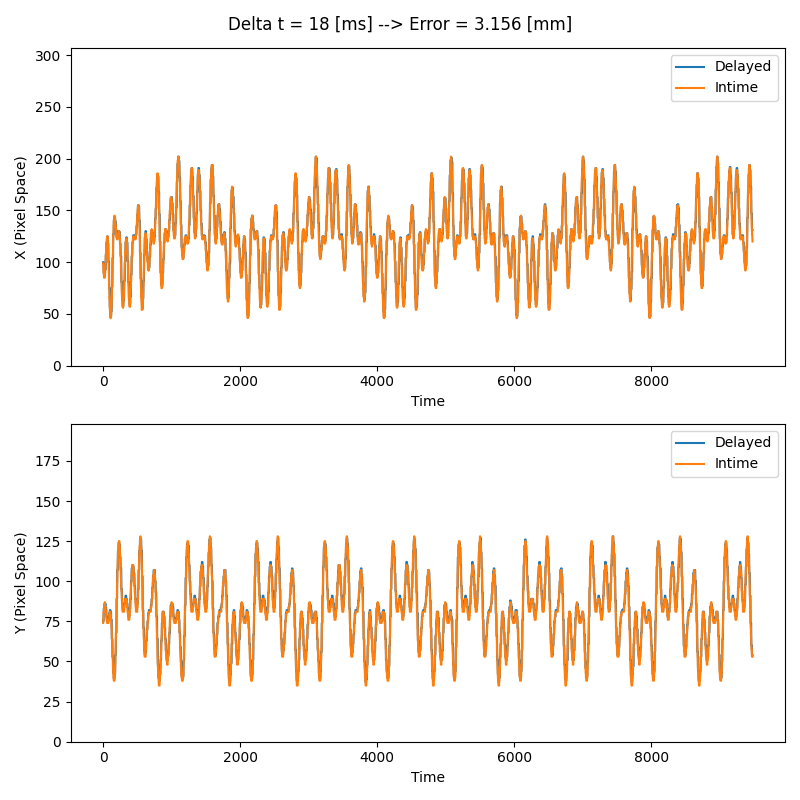 Delta t = 18 [ms] --> Error = 3.156 [mm]
300
250
200
150
100
50
0
X (Pixel Space)
Delayed
Intime
0 2000 4000 6000 8000
Time
175
150
125
100
75
50
25
0
Y (Pixel Space)
Delayed
Intime
0 2000 4000 6000 8000
Time